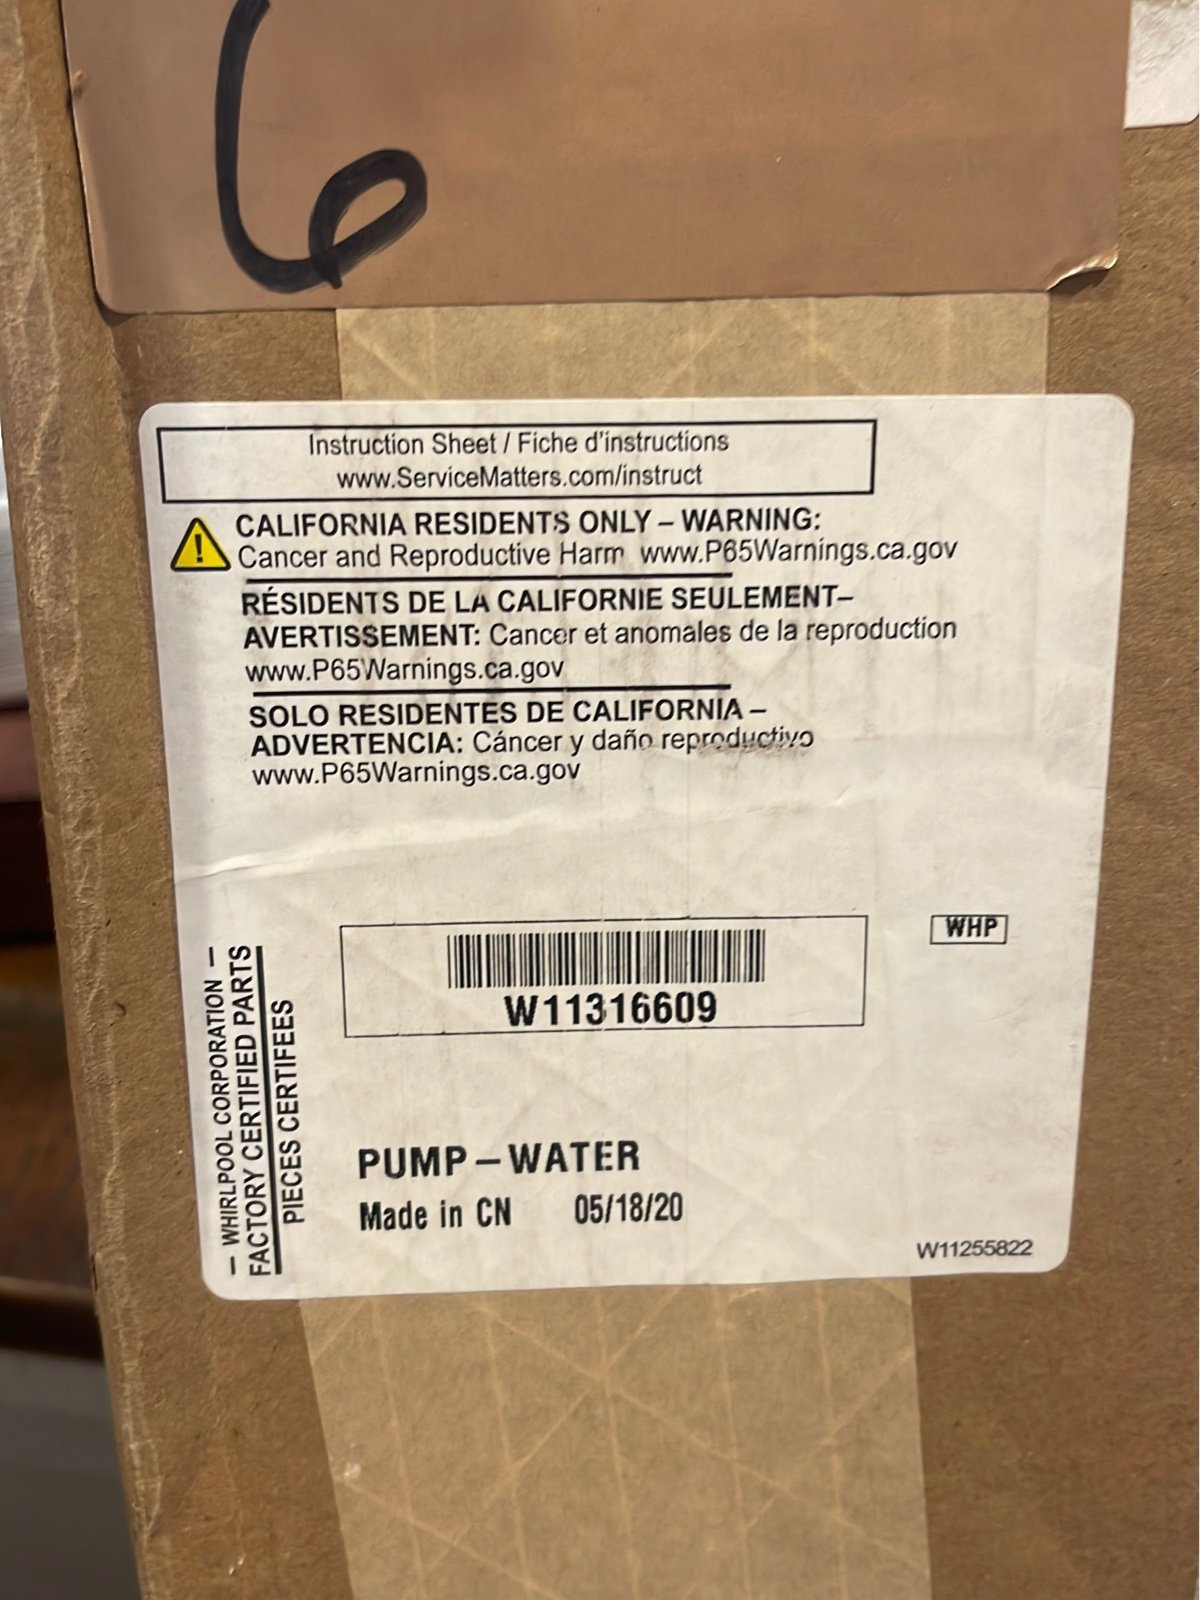 6
Instruction Sheet / Fiche d'instructions
www.ServiceMatters.com/instruct
CALIFORNIA RESIDENTS ONLY – WARNING:
Cancer and Reproductive Harm www.P65Warnings.ca.gov
RÉSIDENTS DE LA CALIFORNIE SEULEMENT–
AVERTISSEMENT: Cancer et anomales de la reproduction
www.P65Warnings.ca.gov
SOLO RESIDENTES DE CALIFORNIA –
ADVERTENCIA: Cáncer y daño reproductivo
www.P65Warnings.ca.gov
WHP
W11316609
– WHIRLPOOL CORPORATION –
FACTORY CERTIFIED PARTS
PIECES CERTIFEES
PUMP – WATER
Made in CN 05/18/20
W11255822